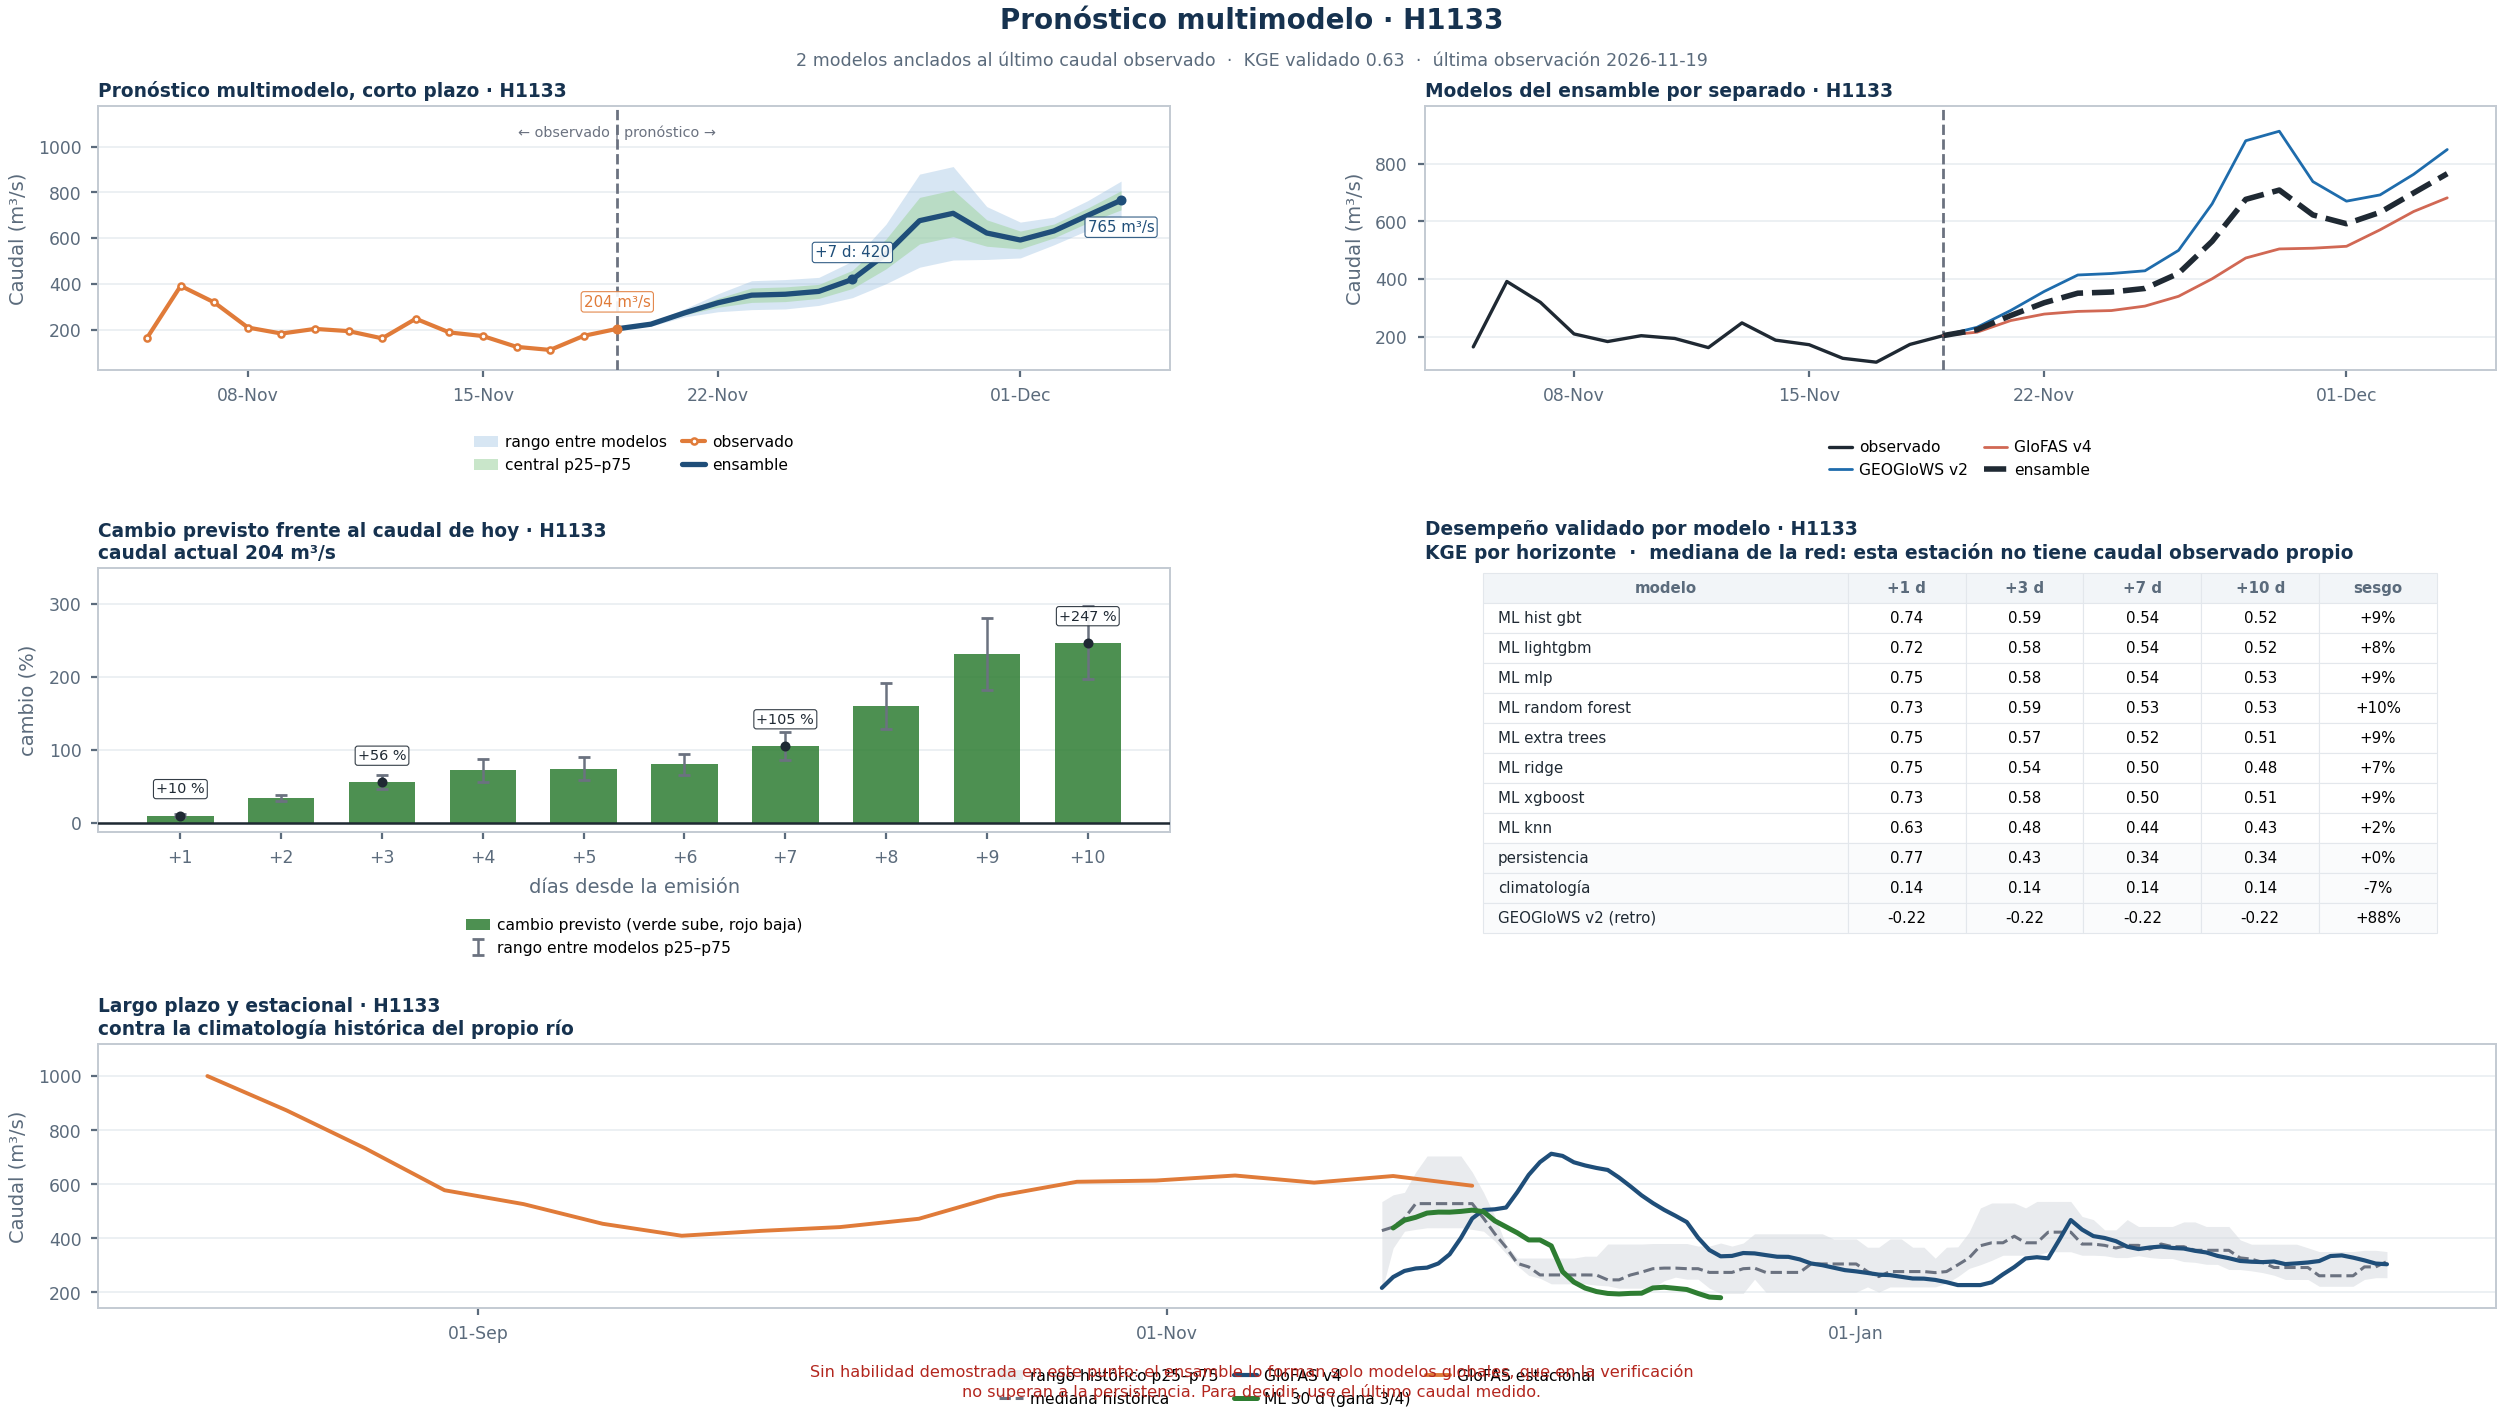 Pronóstico multimodelo · H1133
2 modelos anclados al último caudal observado · KGE validado 0.63 · última observación 2026-11-19
Pronóstico multimodelo, corto plazo · H1133
← observado
pronóstico →
Caudal (m³/s)
1000
800
600
400
200
204 m³/s
+7 d: 420
765 m³/s
08-Nov
15-Nov
22-Nov
01-Dec
rango entre modelos
central p25–p75
observado
ensamble
Modelos del ensamble por separado · H1133
Caudal (m³/s)
800
600
400
200
08-Nov
15-Nov
22-Nov
01-Dec
observado
GEOGloWS v2
GloFAS v4
ensamble
Cambio previsto frente al caudal de hoy · H1133
caudal actual 204 m³/s
cambio (%)
300
200
100
0
+10 %
+56 %
+105 %
+247 %
+1
+2
+3
+4
+5
+6
+7
+8
+9
+10
días desde la emisión
cambio previsto (verde sube, rojo baja)
rango entre modelos p25–p75
Desempeño validado por modelo · H1133
KGE por horizonte · mediana de la red: esta estación no tiene caudal observado propio
modelo +1 d +3 d +7 d +10 d sesgo
ML hist gbt 0.74 0.59 0.54 0.52 +9%
ML lightgbm 0.72 0.58 0.54 0.52 +8%
ML mlp 0.75 0.58 0.54 0.53 +9%
ML random forest 0.73 0.59 0.53 0.53 +10%
ML extra trees 0.75 0.57 0.52 0.51 +9%
ML ridge 0.75 0.54 0.50 0.48 +7%
ML xgboost 0.73 0.58 0.50 0.51 +9%
ML knn 0.63 0.48 0.44 0.43 +2%
persistencia 0.77 0.43 0.34 0.34 +0%
climatología 0.14 0.14 0.14 0.14 -7%
GEOGloWS v2 (retro) -0.22 -0.22 -0.22 -0.22 +88%
Largo plazo y estacional · H1133
contra la climatología histórica del propio río
Caudal (m³/s)
1000
800
600
400
200
01-Sep
01-Nov
01-Jan
Sin habilidad demostrada en este punto: el ensamble lo forman solo modelos globales, que en la verificación
no superan a la persistencia. Para decidir, use el último caudal medido.
rango histórico p25–p75
mediana histórica
GloFAS v4
ML 30 d (gana 3/4)
GloFAS estacional